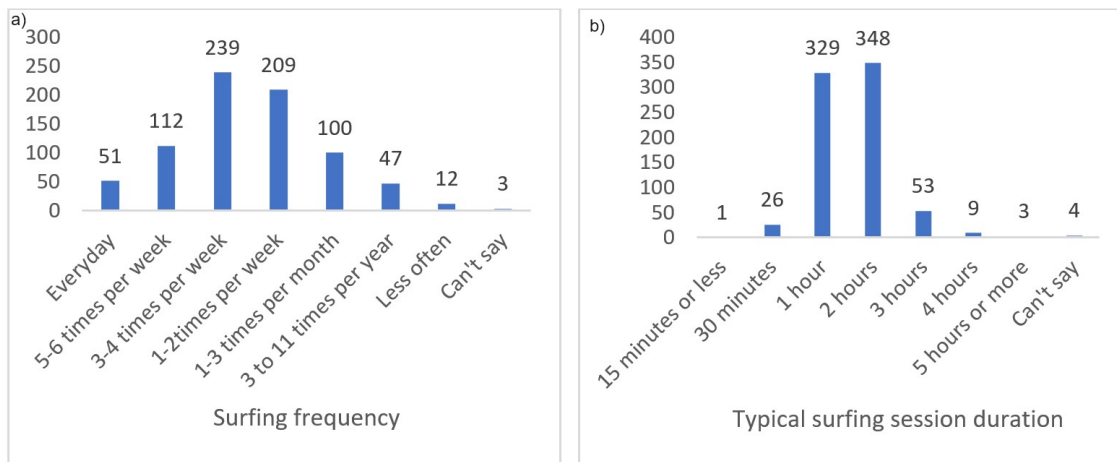 a)
300
250
200
150
100
50
0
51
112
239
209
100
47
12
3
Everyday
5-6 times per week
3-4 times per week
1-2times per week
1-3 times per month
3 to 11 times per year
Less often
Can't say
Surfing frequency
b)
400
350
300
250
200
150
100
50
0
1
26
329
348
53
9
3
4
15 minutes or less
30 minutes
1 hour
2 hours
3 hours
4 hours
5 hours or more
Can't say
Typical surfing session duration